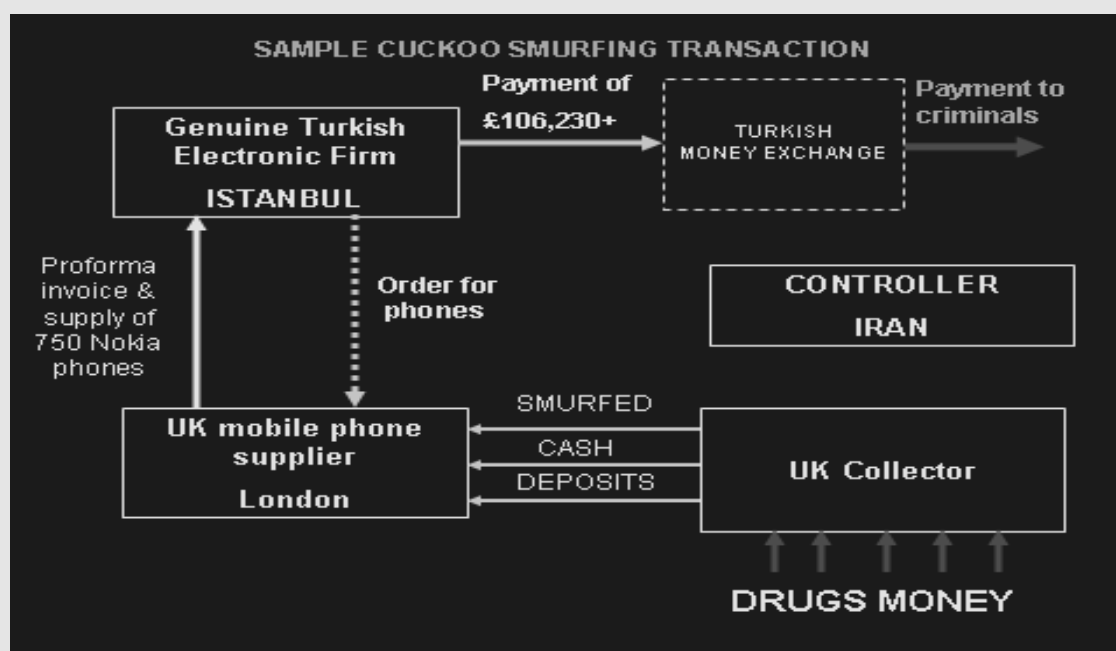 SAMPLE CUCKOO SMURFING TRANSACTION
Payment of
£106,230+
Genuine Turkish
Electronic Firm
ISTANBUL
TURKISH
MONEY EXCHANGE
Payment to
criminals
Proforma
invoice &
supply of
750 Nokia
phones
Order for
phones
CONTROLLER
IRAN
UK mobile phone
supplier
London
SMURFED
CASH
DEPOSITS
UK Collector
DRUGS MONEY